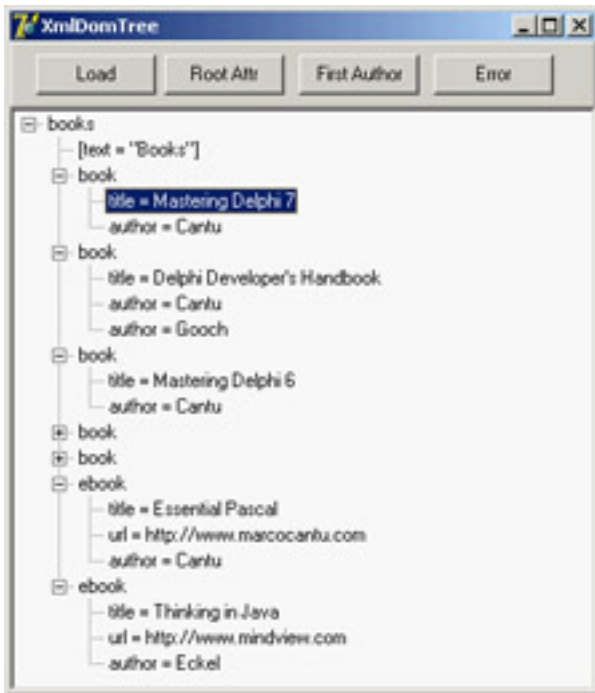 XmlDomTree
Load Root Attr First Author Error
books
[text = "Books"]
book
title = Mastering Delphi 7
author = Cantu
book
title = Delphi Developer's Handbook
author = Cantu
author = Gooch
book
title = Mastering Delphi 6
author = Cantu
book
book
ebook
title = Essential Pascal
url = http://www.marcocantu.com
author = Cantu
ebook
title = Thinking in Java
url = http://www.mindview.com
author = Eckel